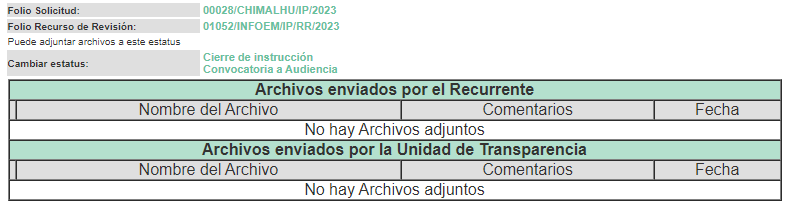 Folio Solicitud: 00028/CHIMALHU/IP/2023
Folio Recurso de Revisión: 01052/INFOEM/IP/RR/2023
Puede adjuntar archivos a este estatus
Cambiar estatus: Cierre de instrucción
Convocatoria a Audiencia
Archivos enviados por el Recurrente
Nombre del Archivo Comentarios Fecha
No hay Archivos adjuntos
Archivos enviados por la Unidad de Transparencia
Nombre del Archivo Comentarios Fecha
No hay Archivos adjuntos